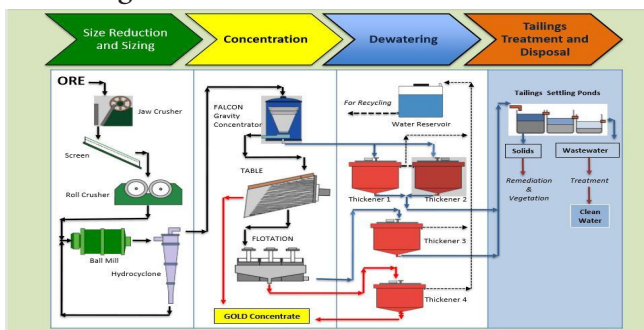 Size Reduction
and Sizing
Concentration
Dewatering
Tailings
Treatment and
Disposal
ORE
Jaw Crusher
Screen
Roll Crusher
Ball Mill
Hydrocyclone
FALCON
Gravity
Concentrator
TABLE
FLOTATION
GOLD Concentrate
For Recycling
Water Reservoir
Thickener 1
Thickener 2
Thickener 3
Thickener 4
Tailings Settling Ponds
Solids
Wastewater
Remediation
&
Vegetation
Treatment
Clean
Water